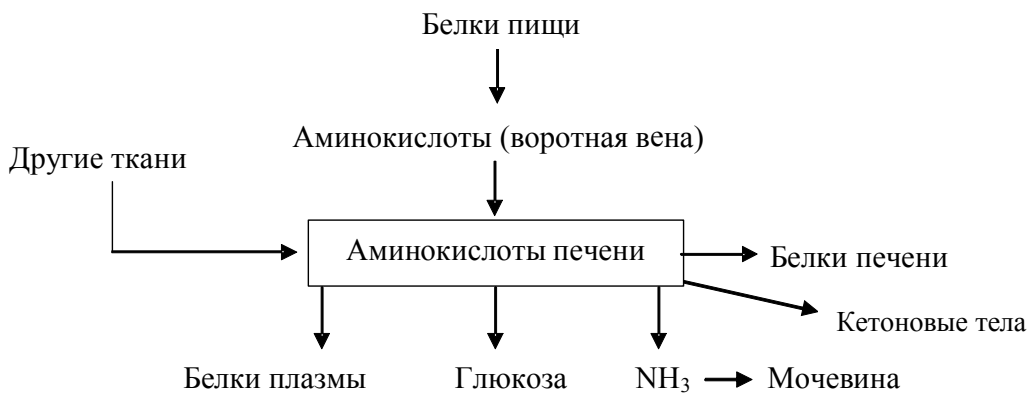 Белки пищи
Аминокислоты (воротная вена)
Другие ткани
Аминокислоты печени
Белки печени
Кетоновые тела
Белки плазмы
Глюкоза
NH₃
Мочевина